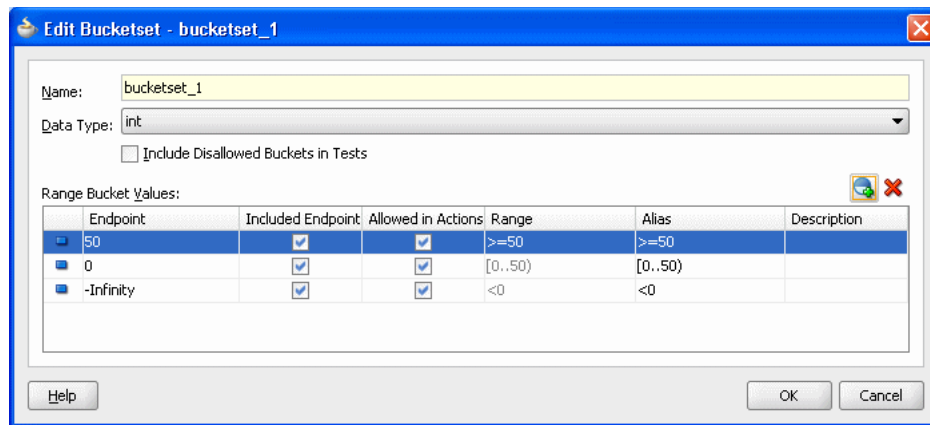 Edit Bucketset - bucketset_1
Name: bucketset_1
Data Type: int
Include Disallowed Buckets in Tests
Range Bucket Values:
Endpoint Included Endpoint Allowed in Actions Range Alias Description
50 >=50 >=50
0 [0..50) [0..50)
-Infinity <0 <0
Help OK Cancel